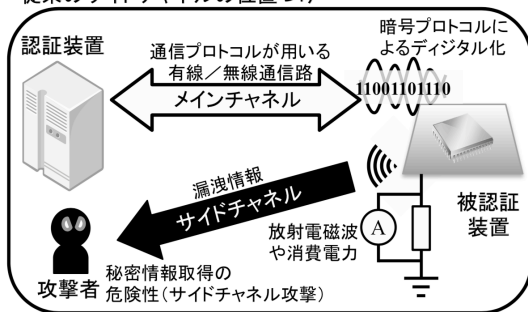 従来のサイドチャネルの位置づけ
認証装置
通信プロトコルが用いる
有線／無線通信路
メインチャネル
暗号プロトコルに
よるディジタル化
11001101110
漏洩情報
サイドチャネル
放射電磁波
や消費電力
A
被認証
装置
攻撃者
秘密情報取得の
危険性(サイドチャネル攻撃)